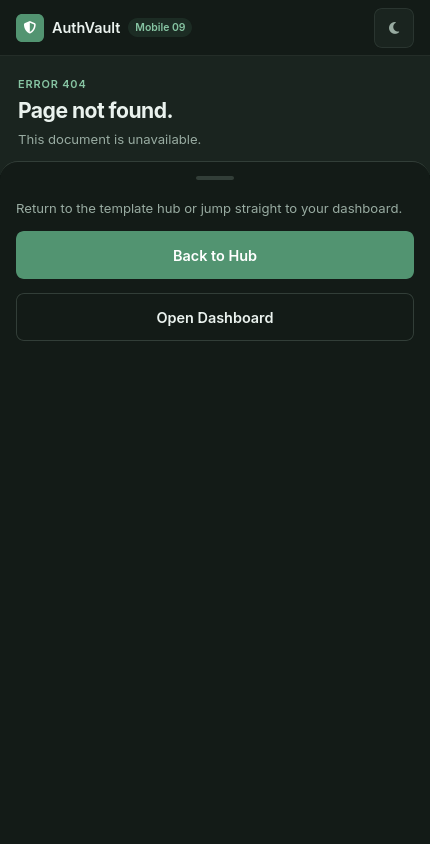 AuthVault Mobile 09
ERROR 404
Page not found.
This document is unavailable.
Return to the template hub or jump straight to your dashboard.
Back to Hub
Open Dashboard